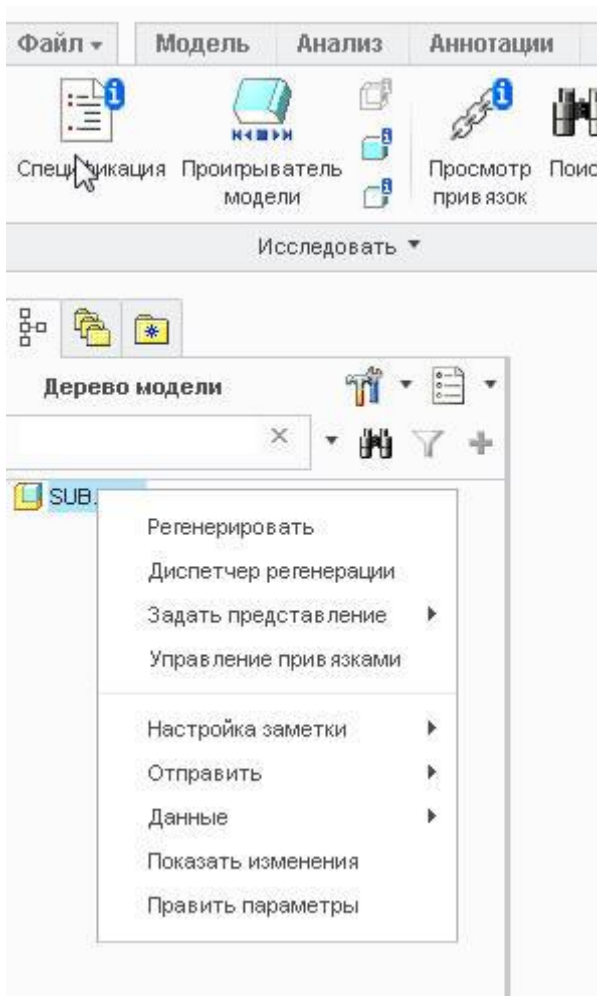 Файл Модель Анализ Аннотации
Спецификация Проигрыватель Просмотр
модели привязок
Исследовать
Дерево модели
SUB.
Регенерировать
Диспетчер регенерации
Задать представление
Управление привязками
Настройка заметки
Отправить
Данные
Показать изменения
Править параметры